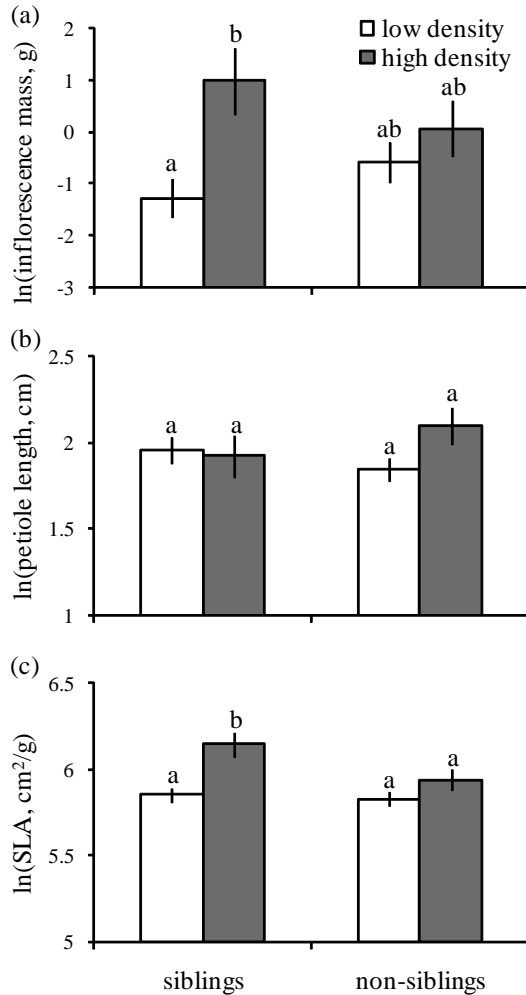 (a)
low density
high density
ln(inflorescence mass, g)
2
1
0
-1
-2
-3
a
b
ab
ab
(b)
ln(petiole length, cm)
2.5
2
1.5
1
a
a
a
a
(c)
ln(SLA, cm²/g)
6.5
6
5.5
5
a
b
a
a
siblings
non-siblings